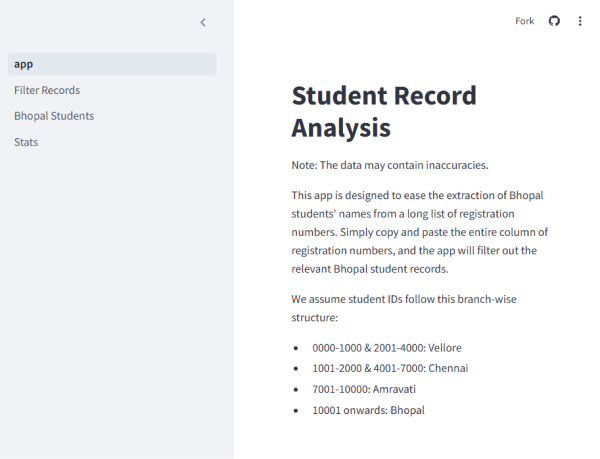 app
Filter Records
Bhopal Students
Stats
Fork
Student Record
Analysis
Note: The data may contain inaccuracies.
This app is designed to ease the extraction of Bhopal
students' names from a long list of registration
numbers. Simply copy and paste the entire column of
registration numbers, and the app will filter out the
relevant Bhopal student records.
We assume student IDs follow this branch-wise
structure:
• 0000-1000 & 2001-4000: Vellore
• 1001-2000 & 4001-7000: Chennai
• 7001-10000: Amravati
• 10001 onwards: Bhopal